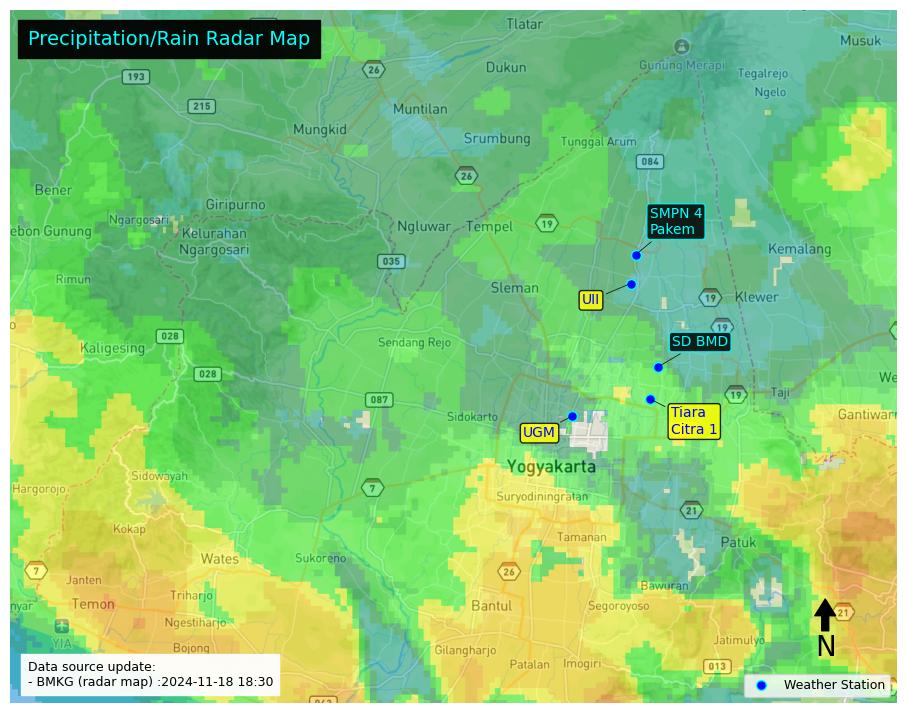 Precipitation/Rain Radar Map
Tlatar
Musuk
26
Gunung Merapi
193
Dukun
Tegalrejo
Ngelo
215
Muntilan
Mungkid
Srumbung
Tunggal Arum
084
26
Bener
Giripurno
SMPN 4
Pakem
Ngargosari
Ngluwar
Tempel
19
ebon Gunung
Kelurahan
Ngargosari
Kemalang
035
Rimun
Sleman
UII
19
Klewer
028
19
Kaligesing
Sendang Rejo
SD BMD
028
We
087
19
Taji
Sidokarto
Tiara
Citra 1
Gantiwar
UGM
Yogyakarta
Sidowayah
Hargorojo
7
Suryodiningratan
21
Kokap
Tamanan
Patuk
Wates
Sukoreno
7
Janten
26
Bawuran
Triharjo
nyar
Temon
Bantul
Segoroyoso
21
Ngestiharjo
YIA
Jatimulyo
N
Bojong
Gilangharjo
Patalan
Imogiri
013
Data source update:
- BMKG (radar map) :2024-11-18 18:30
Weather Station